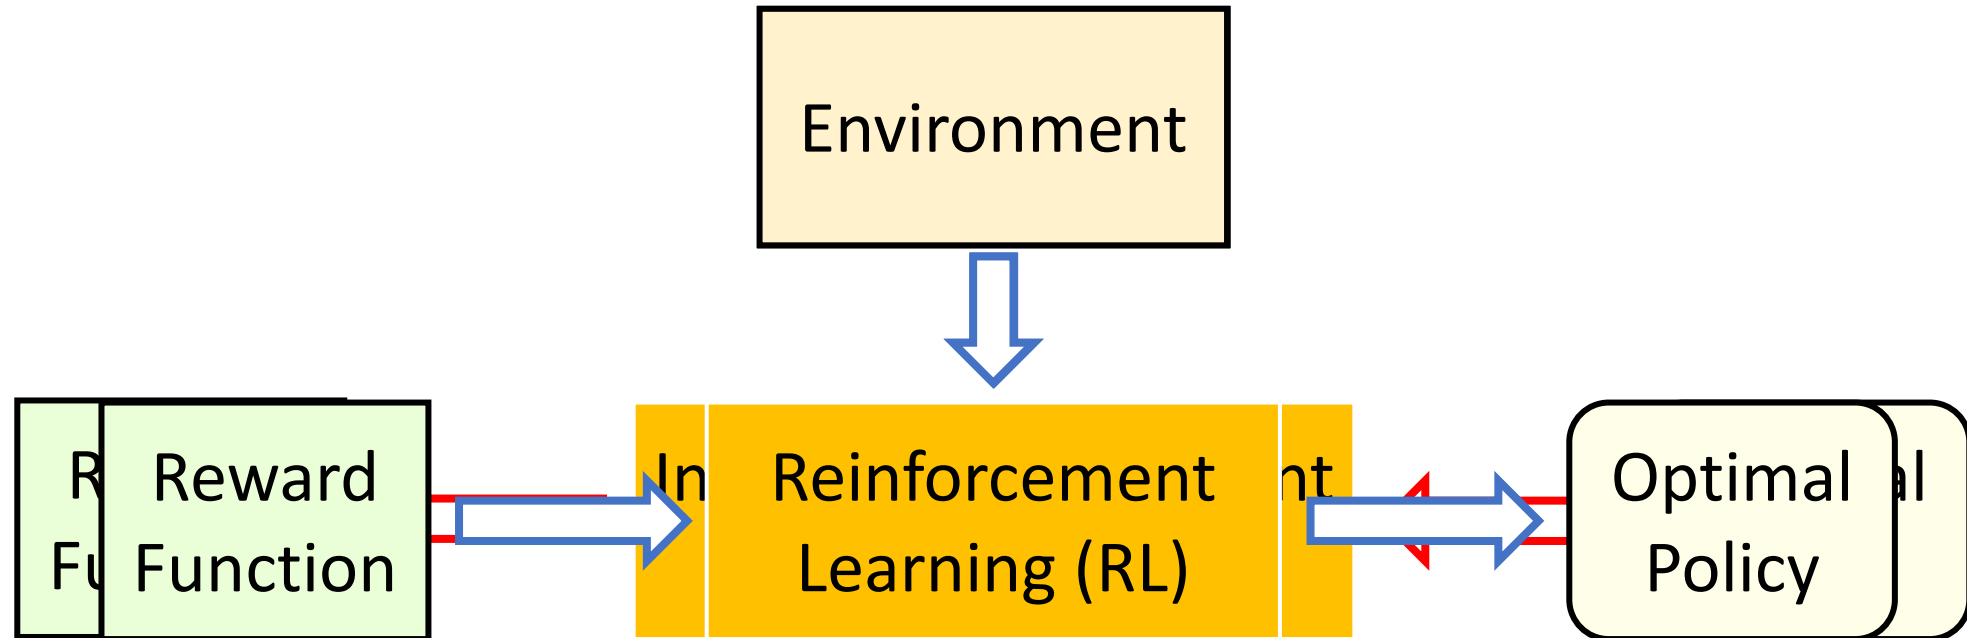 Environment
Reward
Function
Reinforcement
Learning (RL)
Optimal
Policy